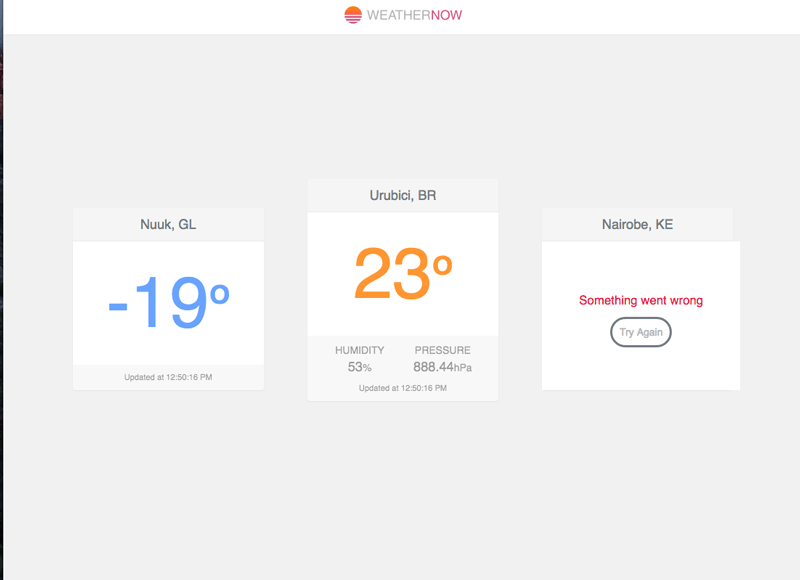 WEATHERNOW
Nuuk, GL
-19º
Updated at 12:50:16 PM
Urubici, BR
23º
HUMIDITY PRESSURE
53% 888.44hPa
Updated at 12:50:16 PM
Nairobe, KE
Something went wrong
Try Again